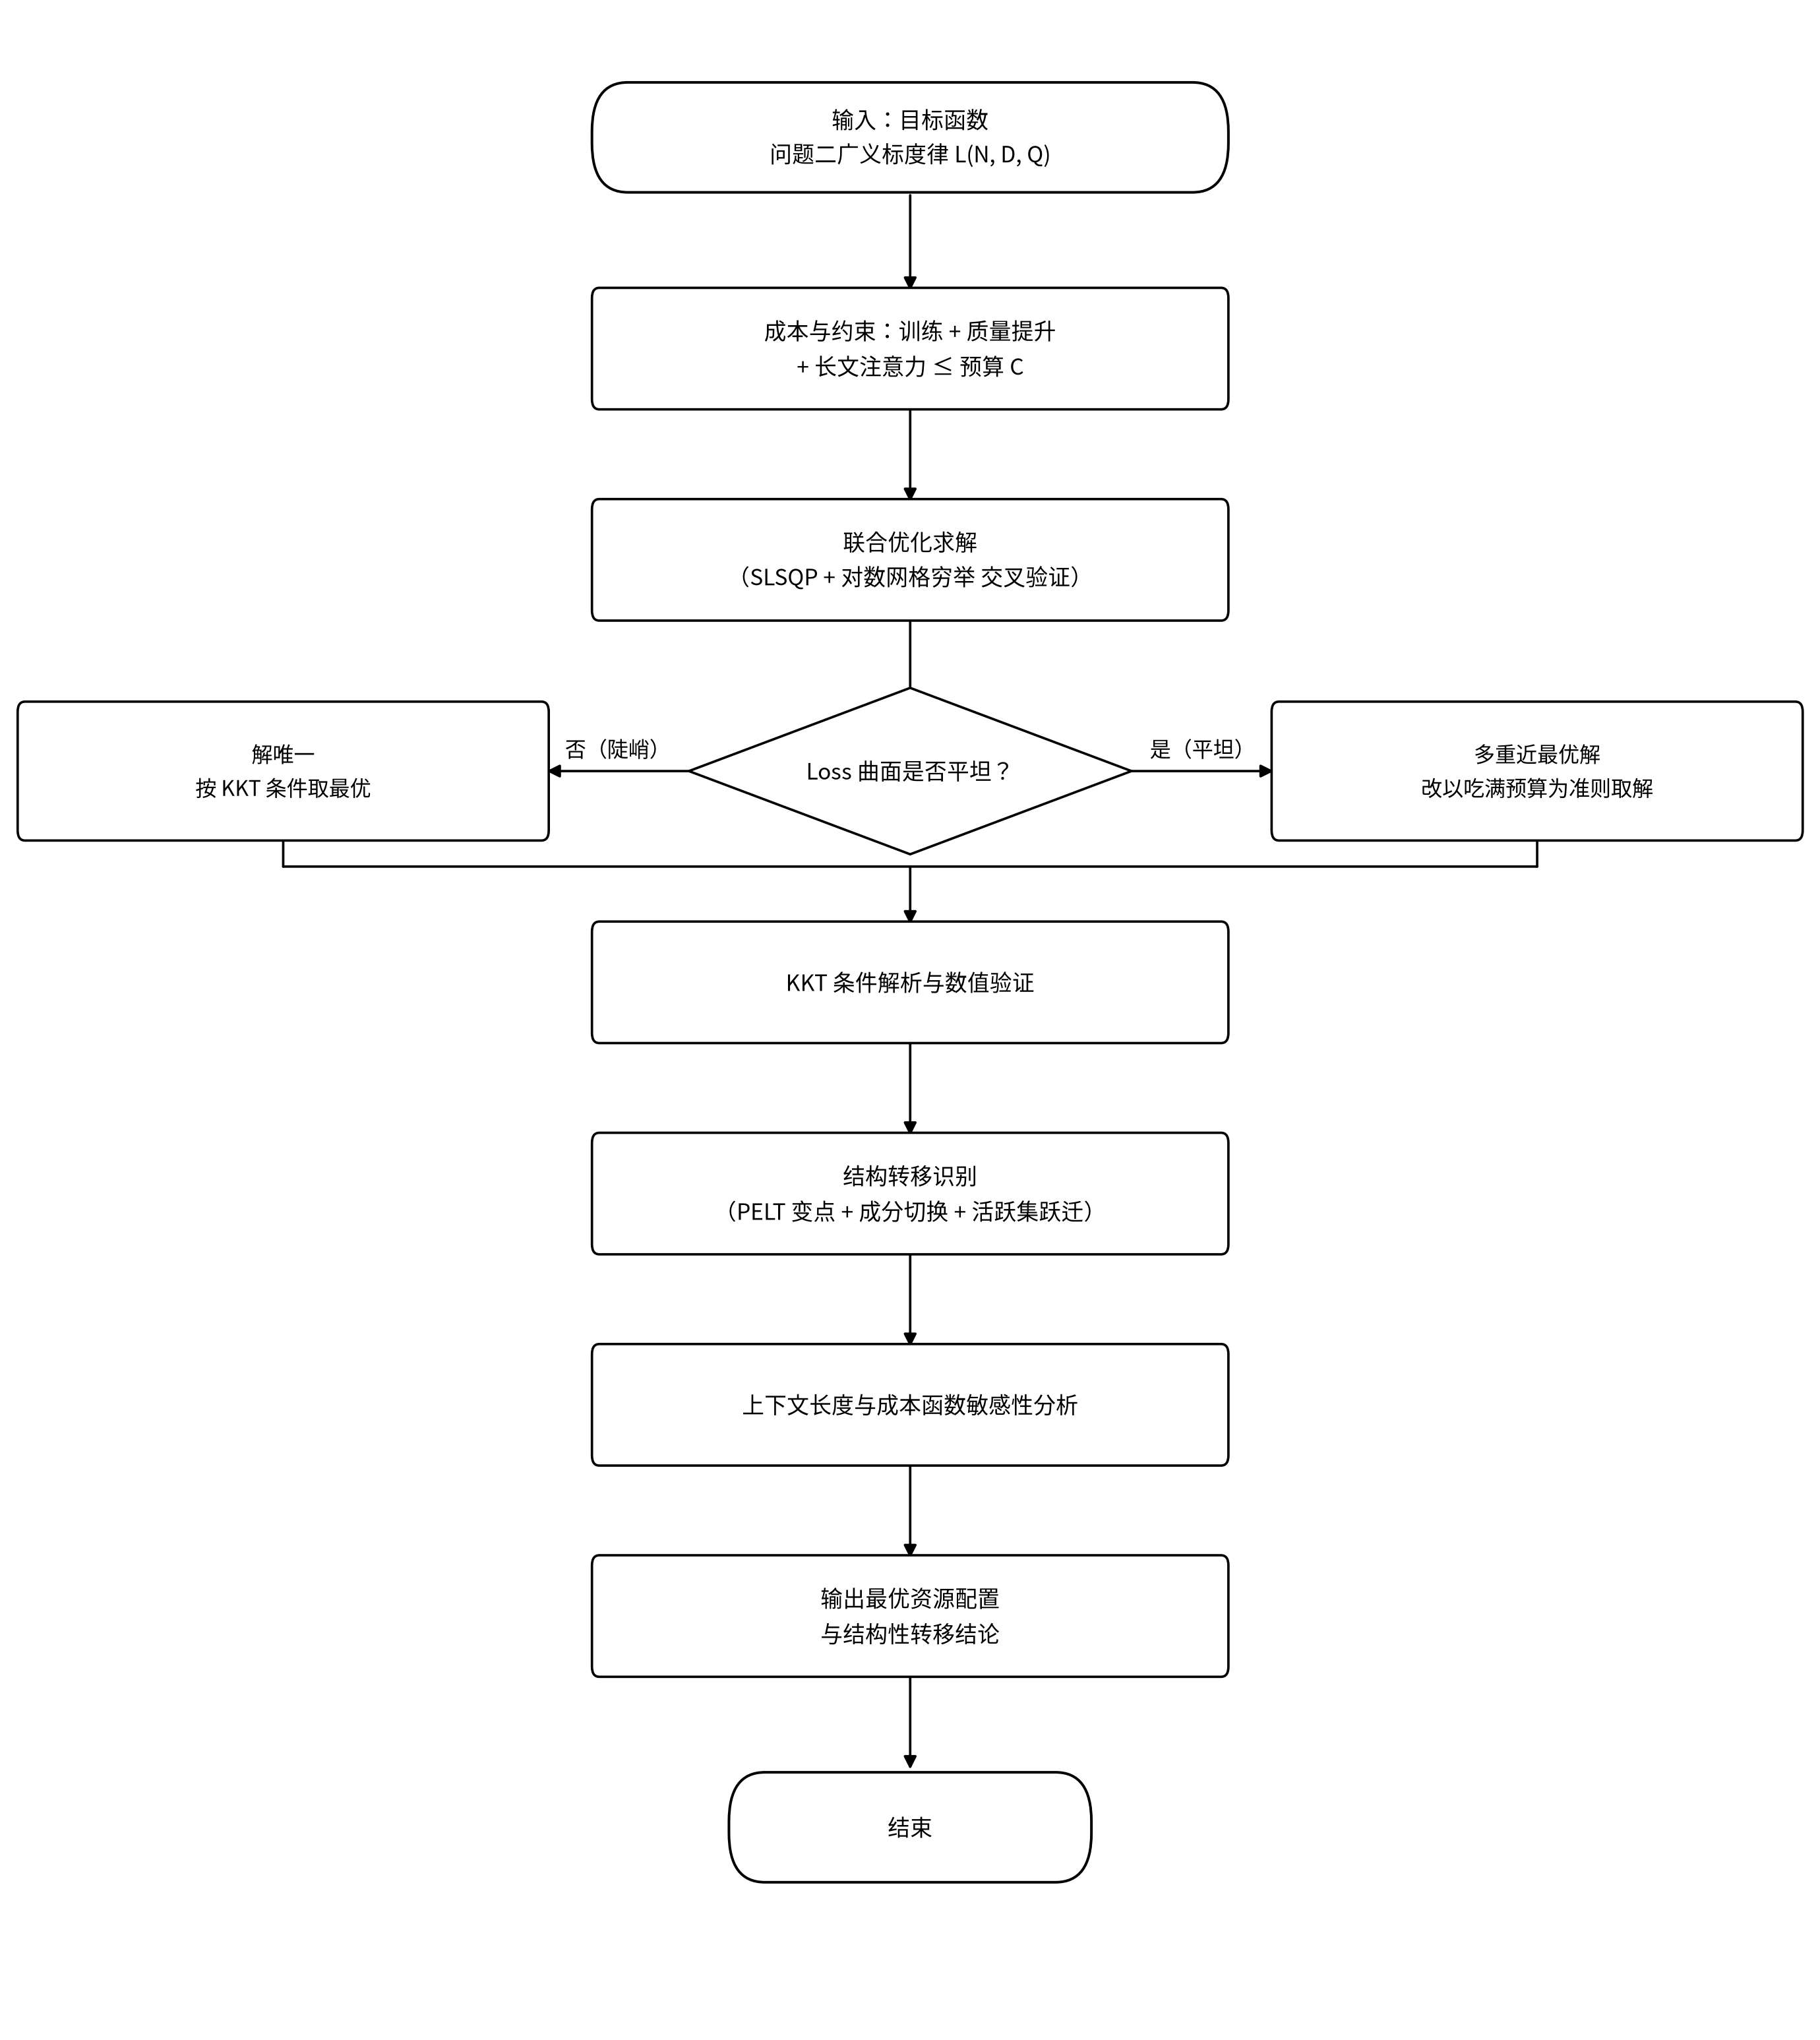 输入：目标函数
问题二广义标度律 L(N, D, Q)
成本与约束：训练 + 质量提升
+ 长文注意力 ≤ 预算 C
联合优化求解
（SLSQP + 对数网格穷举 交叉验证）
解唯一
按 KKT 条件取最优
否（陡峭）
Loss 曲面是否平坦？
是（平坦）
多重近最优解
改以吃满预算为准则取解
KKT 条件解析与数值验证
结构转移识别
（PELT 变点 + 成分切换 + 活跃集跃迁）
上下文长度与成本函数敏感性分析
输出最优资源配置
与结构性转移结论
结束